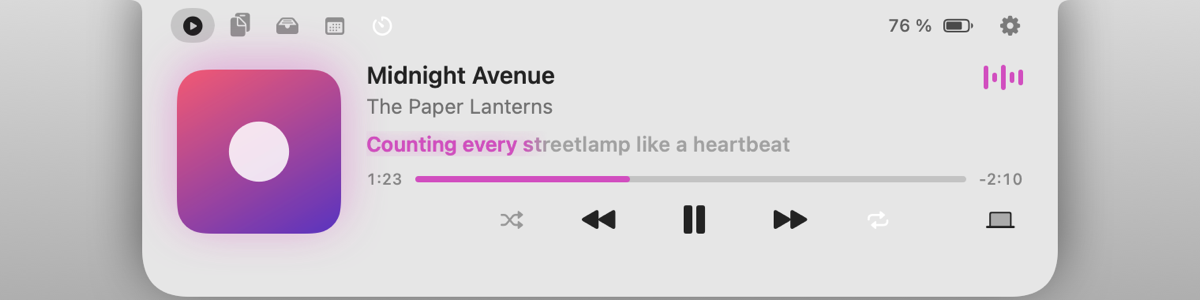 76 %
Midnight Avenue
The Paper Lanterns
Counting every streetlamp like a heartbeat
1:23 -2:10